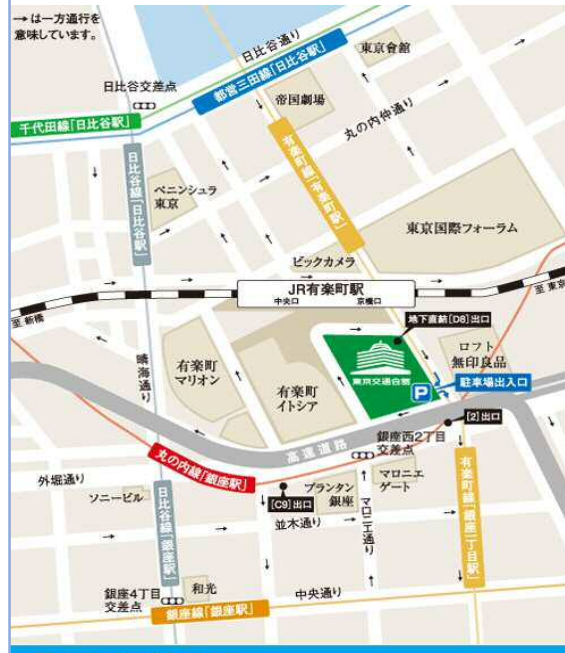 →は一方通行を
意味しています。
日比谷通り
東京會館
日比谷交差点
都営三田線「日比谷駅」
帝国劇場
千代田線「日比谷駅」
丸の内仲通り
日比谷線「日比谷駅」
有楽町線「有楽町駅」
ペニンシュラ
東京
東京国際フォーラム
ビックカメラ
JR有楽町駅
中央口
京橋口
至 新橋
至 東京
地下直結[D8]出口
晴海通り
有楽町
マリオン
有楽町
イトシア
東京交通会館
ロフト
無印良品
P
駐車場出入口
[2]出口
高速道路
銀座西2丁目
交差点
丸の内線「銀座駅」
外堀通り
ソニービル
日比谷線「銀座駅」
[C9]出口
プランタン
銀座
マロニエ
ゲート
並木通り
マロニエ通り
有楽町線「銀座一丁目駅」
銀座4丁目
交差点
和光
中央通り
銀座線「銀座駅」